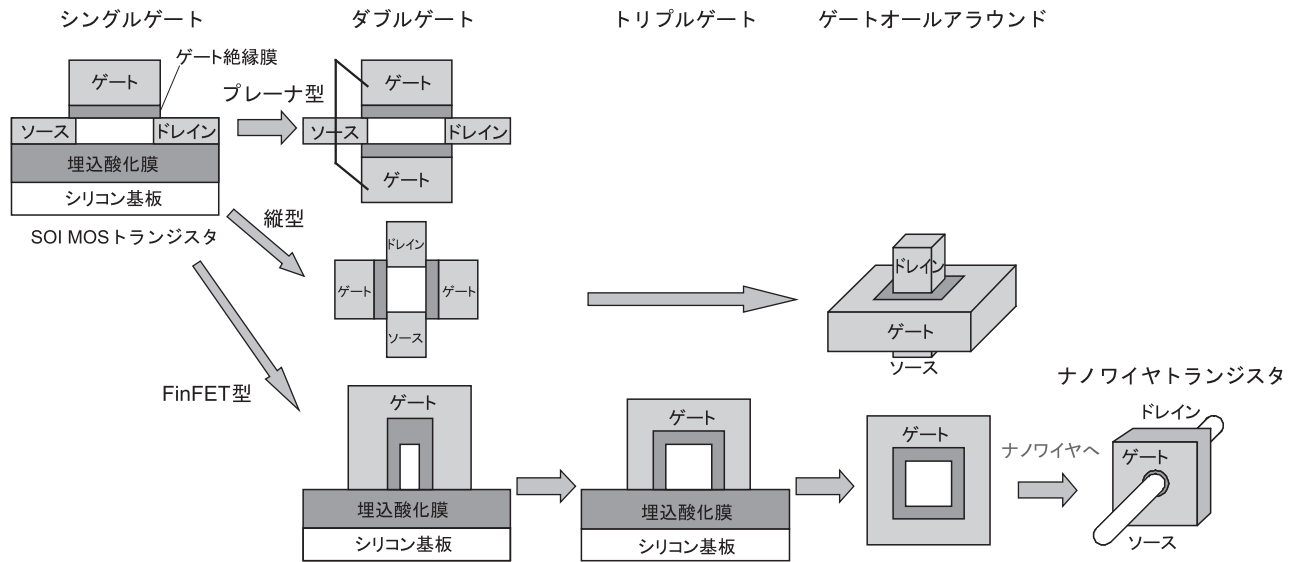 シングルゲート
ダブルゲート
トリプルゲート
ゲートオールアラウンド
ゲート絶縁膜
ゲート
ソース
ドレイン
埋込酸化膜
シリコン基板
SOI MOSトランジスタ
プレーナ型
ゲート
ソース
ドレイン
ゲート
縦型
ドレイン
ゲート
ゲート
ソース
ドレイン
ゲート
ソース
FinFET型
ゲート
埋込酸化膜
シリコン基板
ゲート
埋込酸化膜
シリコン基板
ゲート
ナノワイヤへ
ナノワイヤトランジスタ
ドレイン
ゲート
ソース